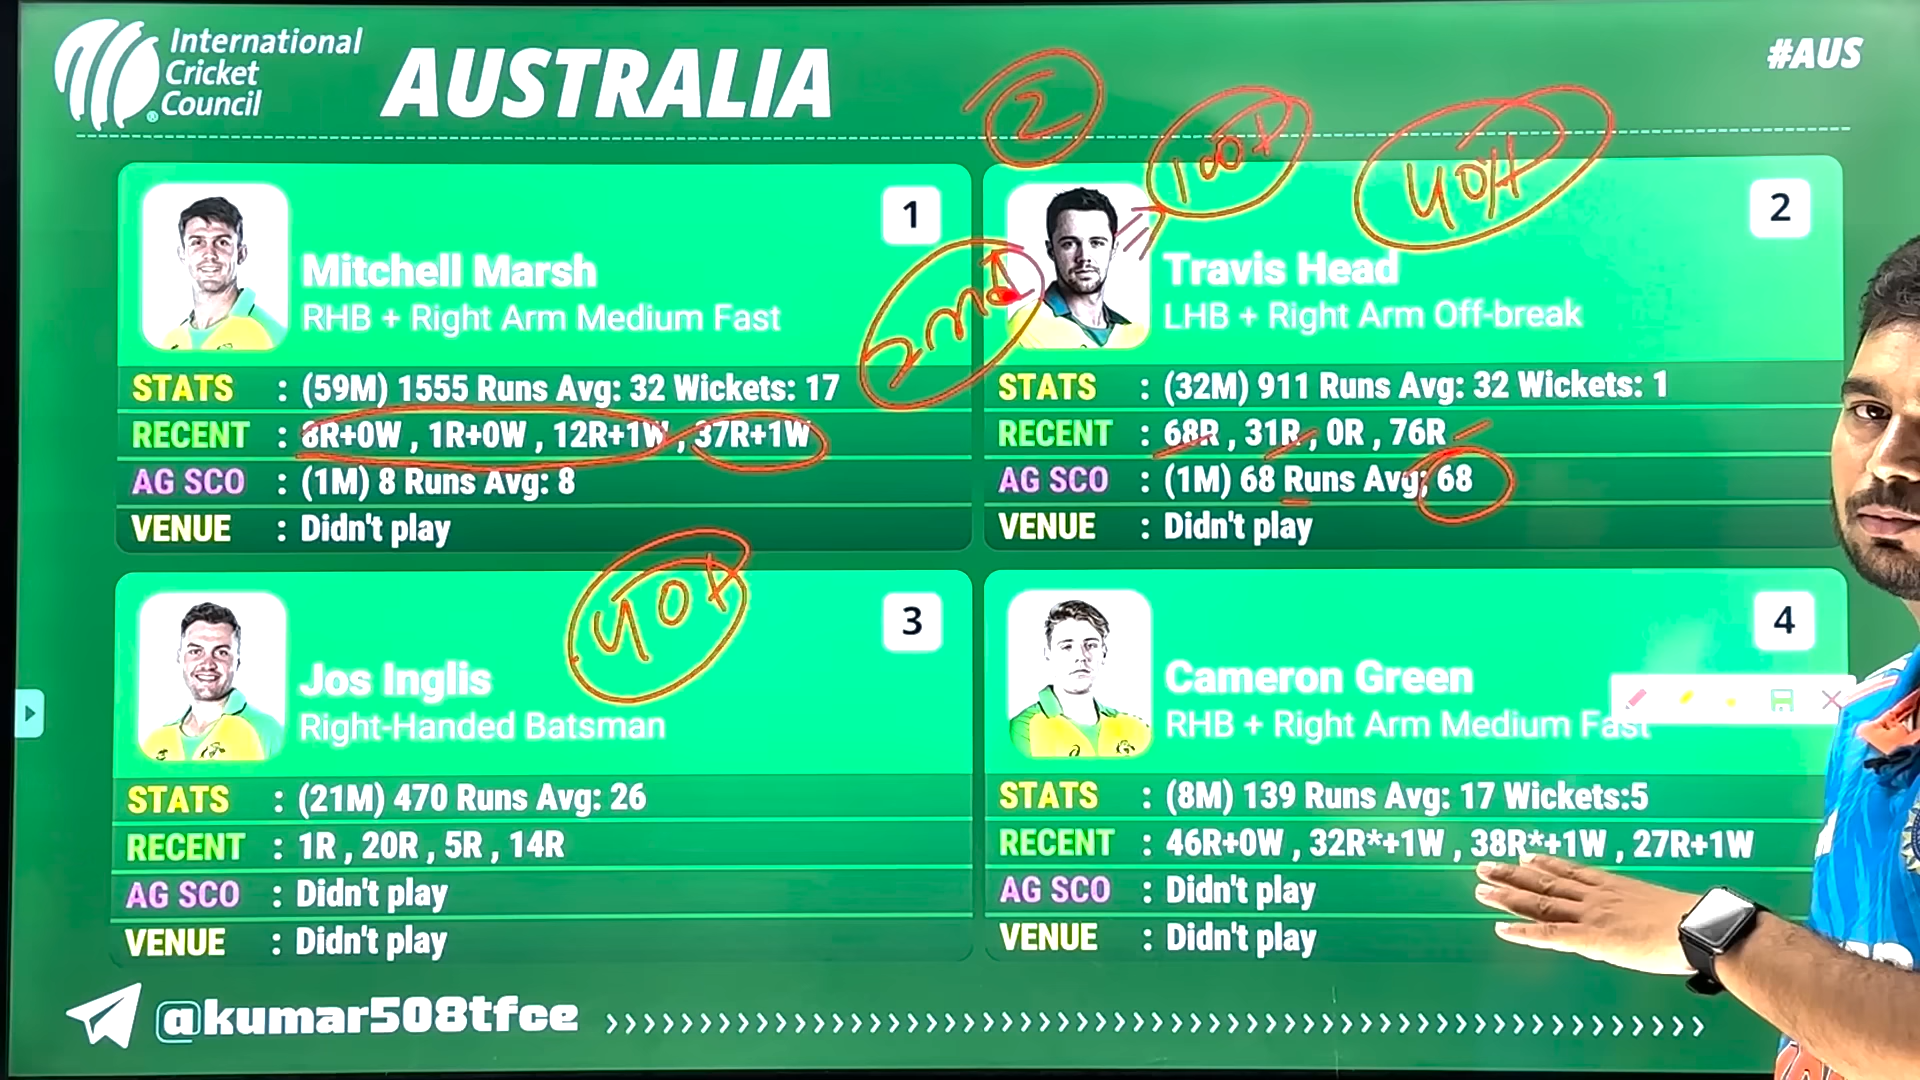 International
Cricket
Council
AUSTRALIA
#AUS
2
100+
40+
2nd
1
Mitchell Marsh
RHB + Right Arm Medium Fast
STATS : (59M) 1555 Runs Avg: 32 Wickets: 17
RECENT : 8R+0W , 1R+0W , 12R+1W , 37R+1W
AG SCO : (1M) 8 Runs Avg: 8
VENUE : Didn't play
2
Travis Head
LHB + Right Arm Off-break
STATS : (32M) 911 Runs Avg: 32 Wickets: 1
RECENT : 68R , 31R , 0R , 76R
AG SCO : (1M) 68 Runs Avg: 68
VENUE : Didn't play
40+
3
Jos Inglis
Right-Handed Batsman
STATS : (21M) 470 Runs Avg: 26
RECENT : 1R , 20R , 5R , 14R
AG SCO : Didn't play
VENUE : Didn't play
4
Cameron Green
RHB + Right Arm Medium Fast
STATS : (8M) 139 Runs Avg: 17 Wickets:5
RECENT : 46R+0W , 32R*+1W , 38R*+1W , 27R+1W
AG SCO : Didn't play
VENUE : Didn't play
@kumar508tfce